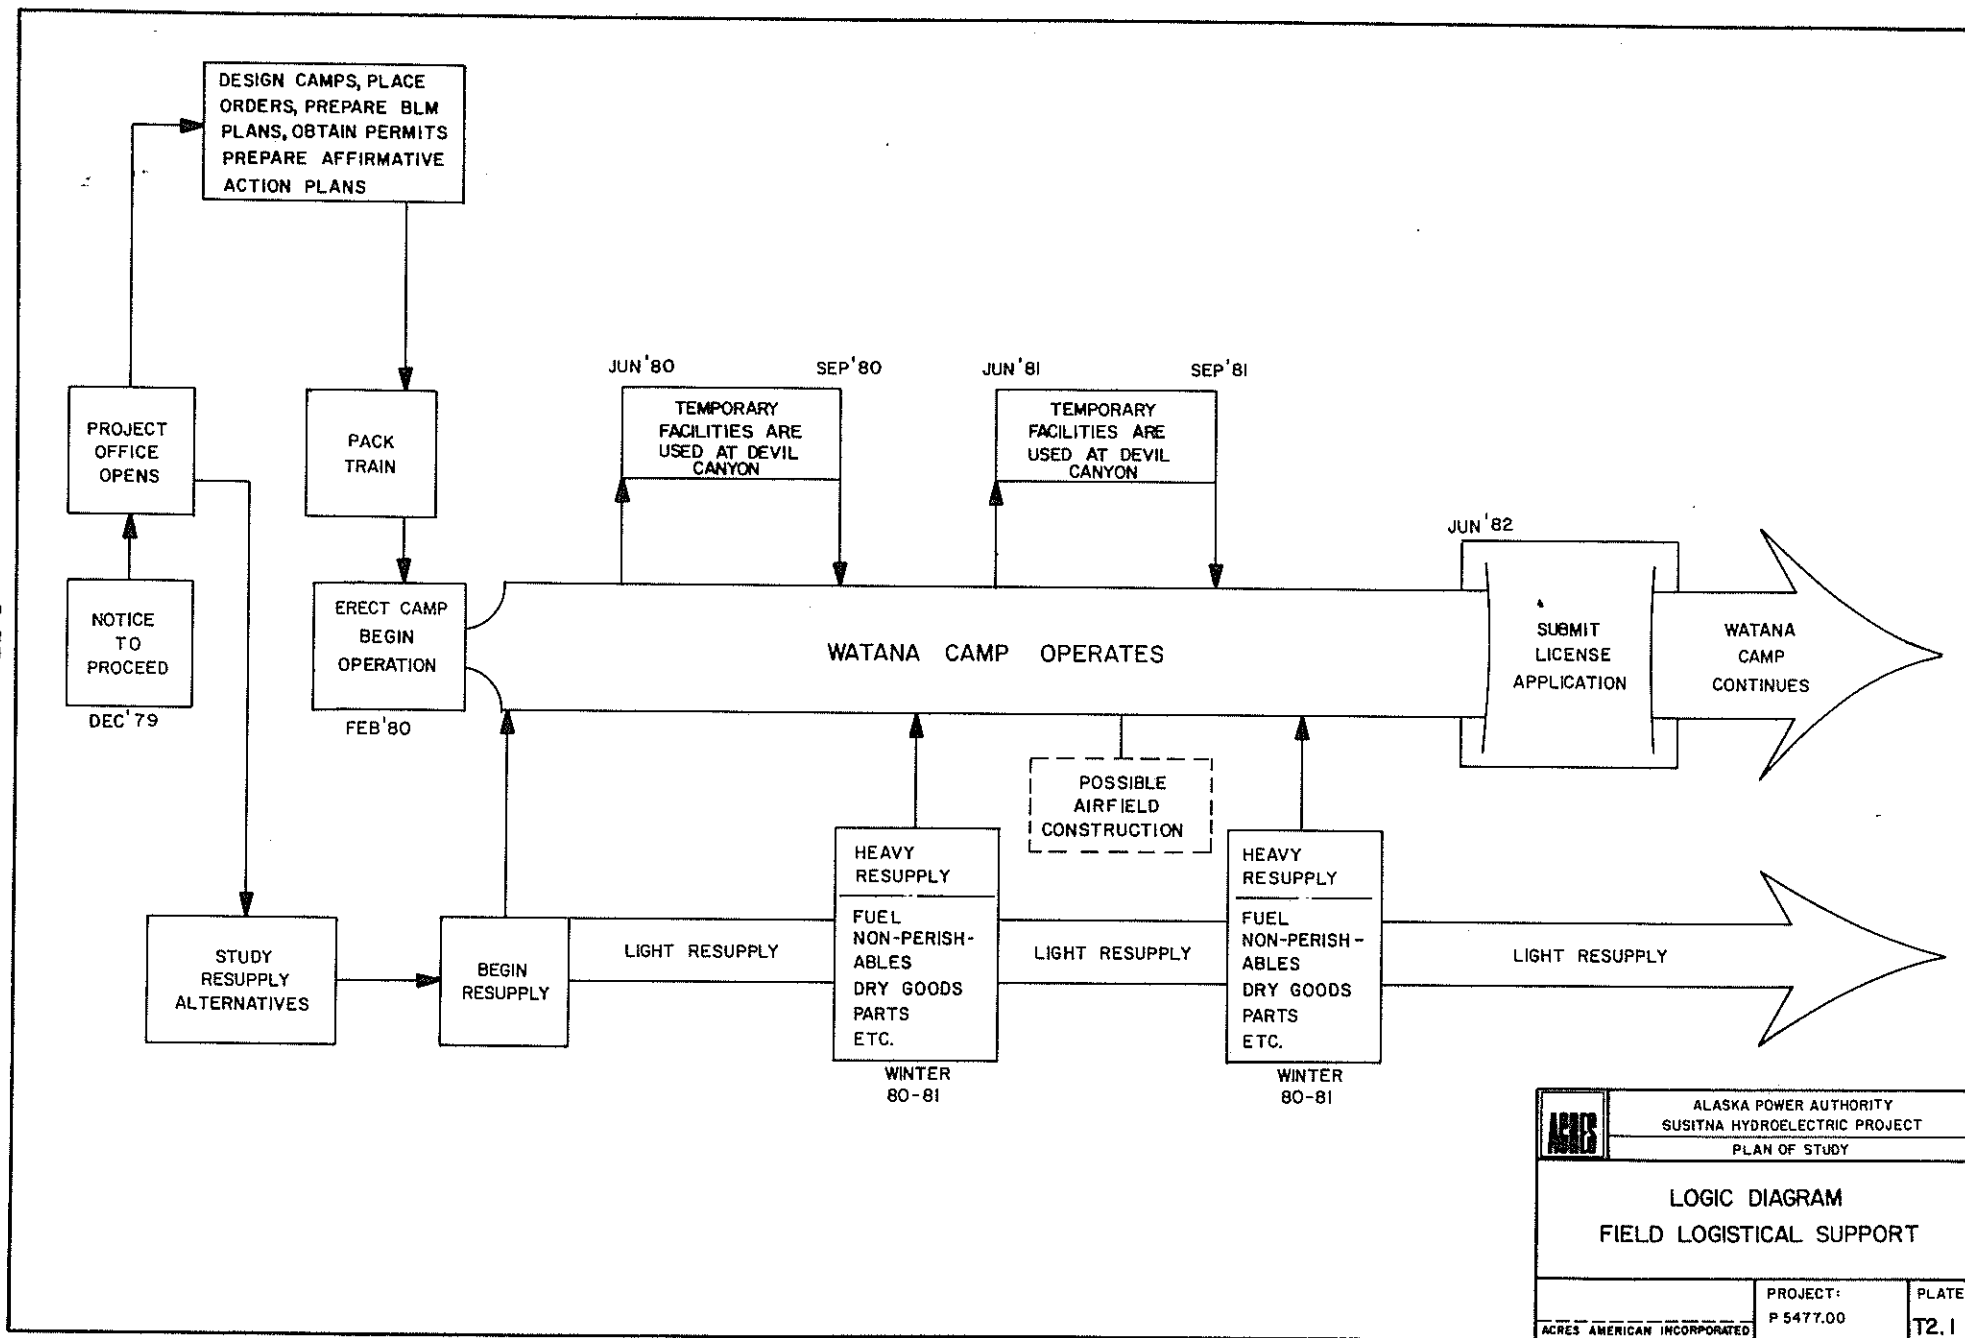 DESIGN CAMPS, PLACE
ORDERS, PREPARE BLM
PLANS, OBTAIN PERMITS
PREPARE AFFIRMATIVE
ACTION PLANS
PROJECT
OFFICE
OPENS
PACK
TRAIN
JUN '80
SEP '80
TEMPORARY
FACILITIES ARE
USED AT DEVIL
CANYON
JUN '81
SEP '81
TEMPORARY
FACILITIES ARE
USED AT DEVIL
CANYON
NOTICE
TO
PROCEED
DEC '79
ERECT CAMP
BEGIN
OPERATION
FEB '80
WATANA CAMP OPERATES
JUN '82
SUBMIT
LICENSE
APPLICATION
WATANA
CAMP
CONTINUES
POSSIBLE
AIRFIELD
CONSTRUCTION
STUDY
RESUPPLY
ALTERNATIVES
BEGIN
RESUPPLY
LIGHT RESUPPLY
HEAVY
RESUPPLY
FUEL
NON-PERISH-
ABLES
DRY GOODS
PARTS
ETC.
WINTER
80-81
LIGHT RESUPPLY
HEAVY
RESUPPLY
FUEL
NON-PERISH-
ABLES
DRY GOODS
PARTS
ETC.
WINTER
80-81
LIGHT RESUPPLY
ACRES
ALASKA POWER AUTHORITY
SUSITNA HYDROELECTRIC PROJECT
PLAN OF STUDY
LOGIC DIAGRAM
FIELD LOGISTICAL SUPPORT
ACRES AMERICAN INCORPORATED
PROJECT:
P 5477.00
PLATE
T2.1